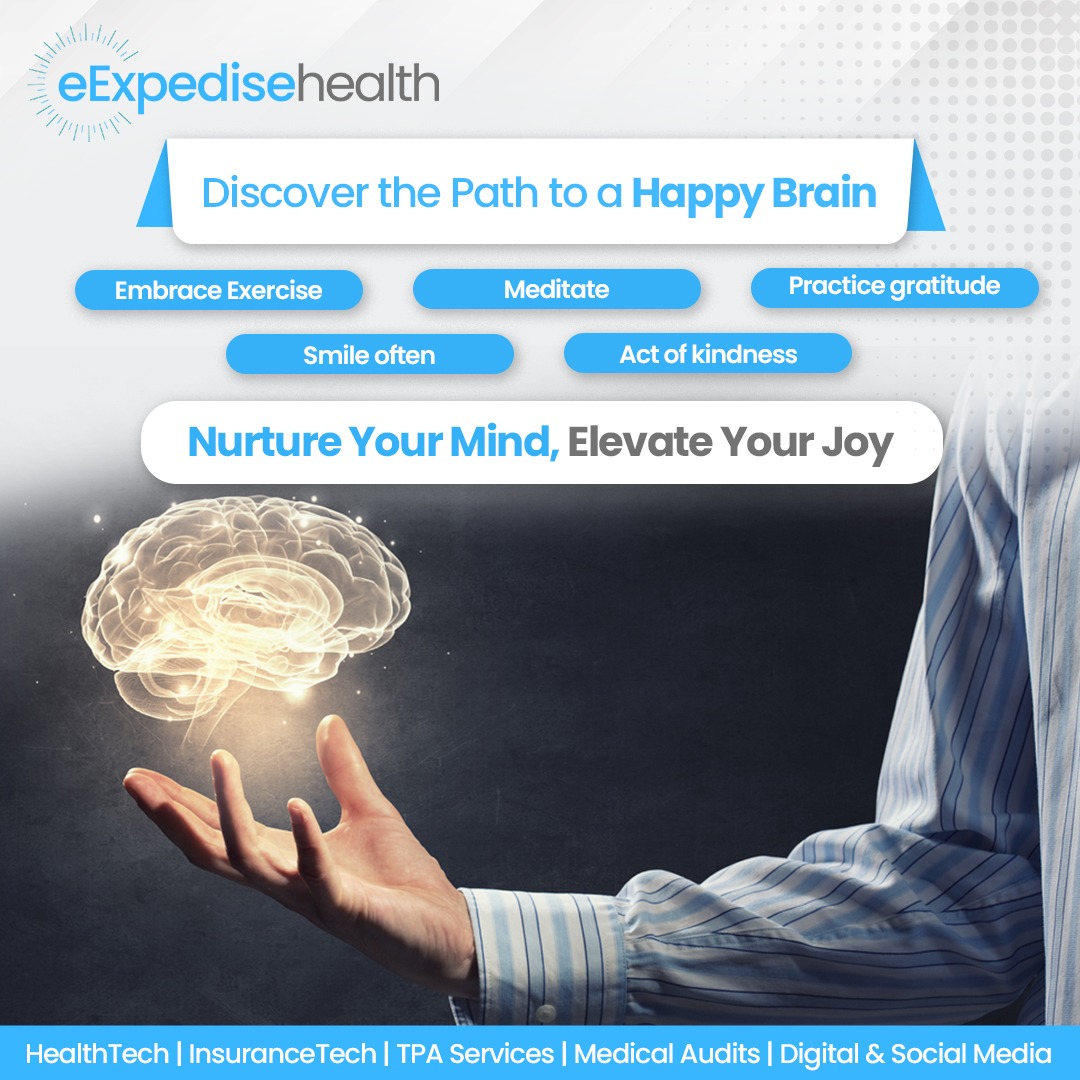 eExpedisehealth
Discover the Path to a Happy Brain
Embrace Exercise
Meditate
Practice gratitude
Smile often
Act of kindness
Nurture Your Mind, Elevate Your Joy
HealthTech | InsuranceTech | TPA Services | Medical Audits | Digital & Social Media